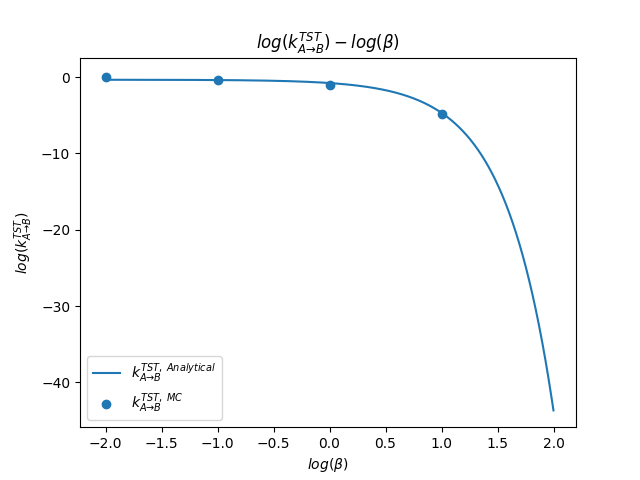 log(k_{A→B}^{TST}) − log(β)
0
−10
−20
−30
−40
log(k_{A→B}^{TST})
k_{A→B}^{TST, Analytical}
k_{A→B}^{TST, MC}
−2.0 −1.5 −1.0 −0.5 0.0 0.5 1.0 1.5 2.0
log(β)